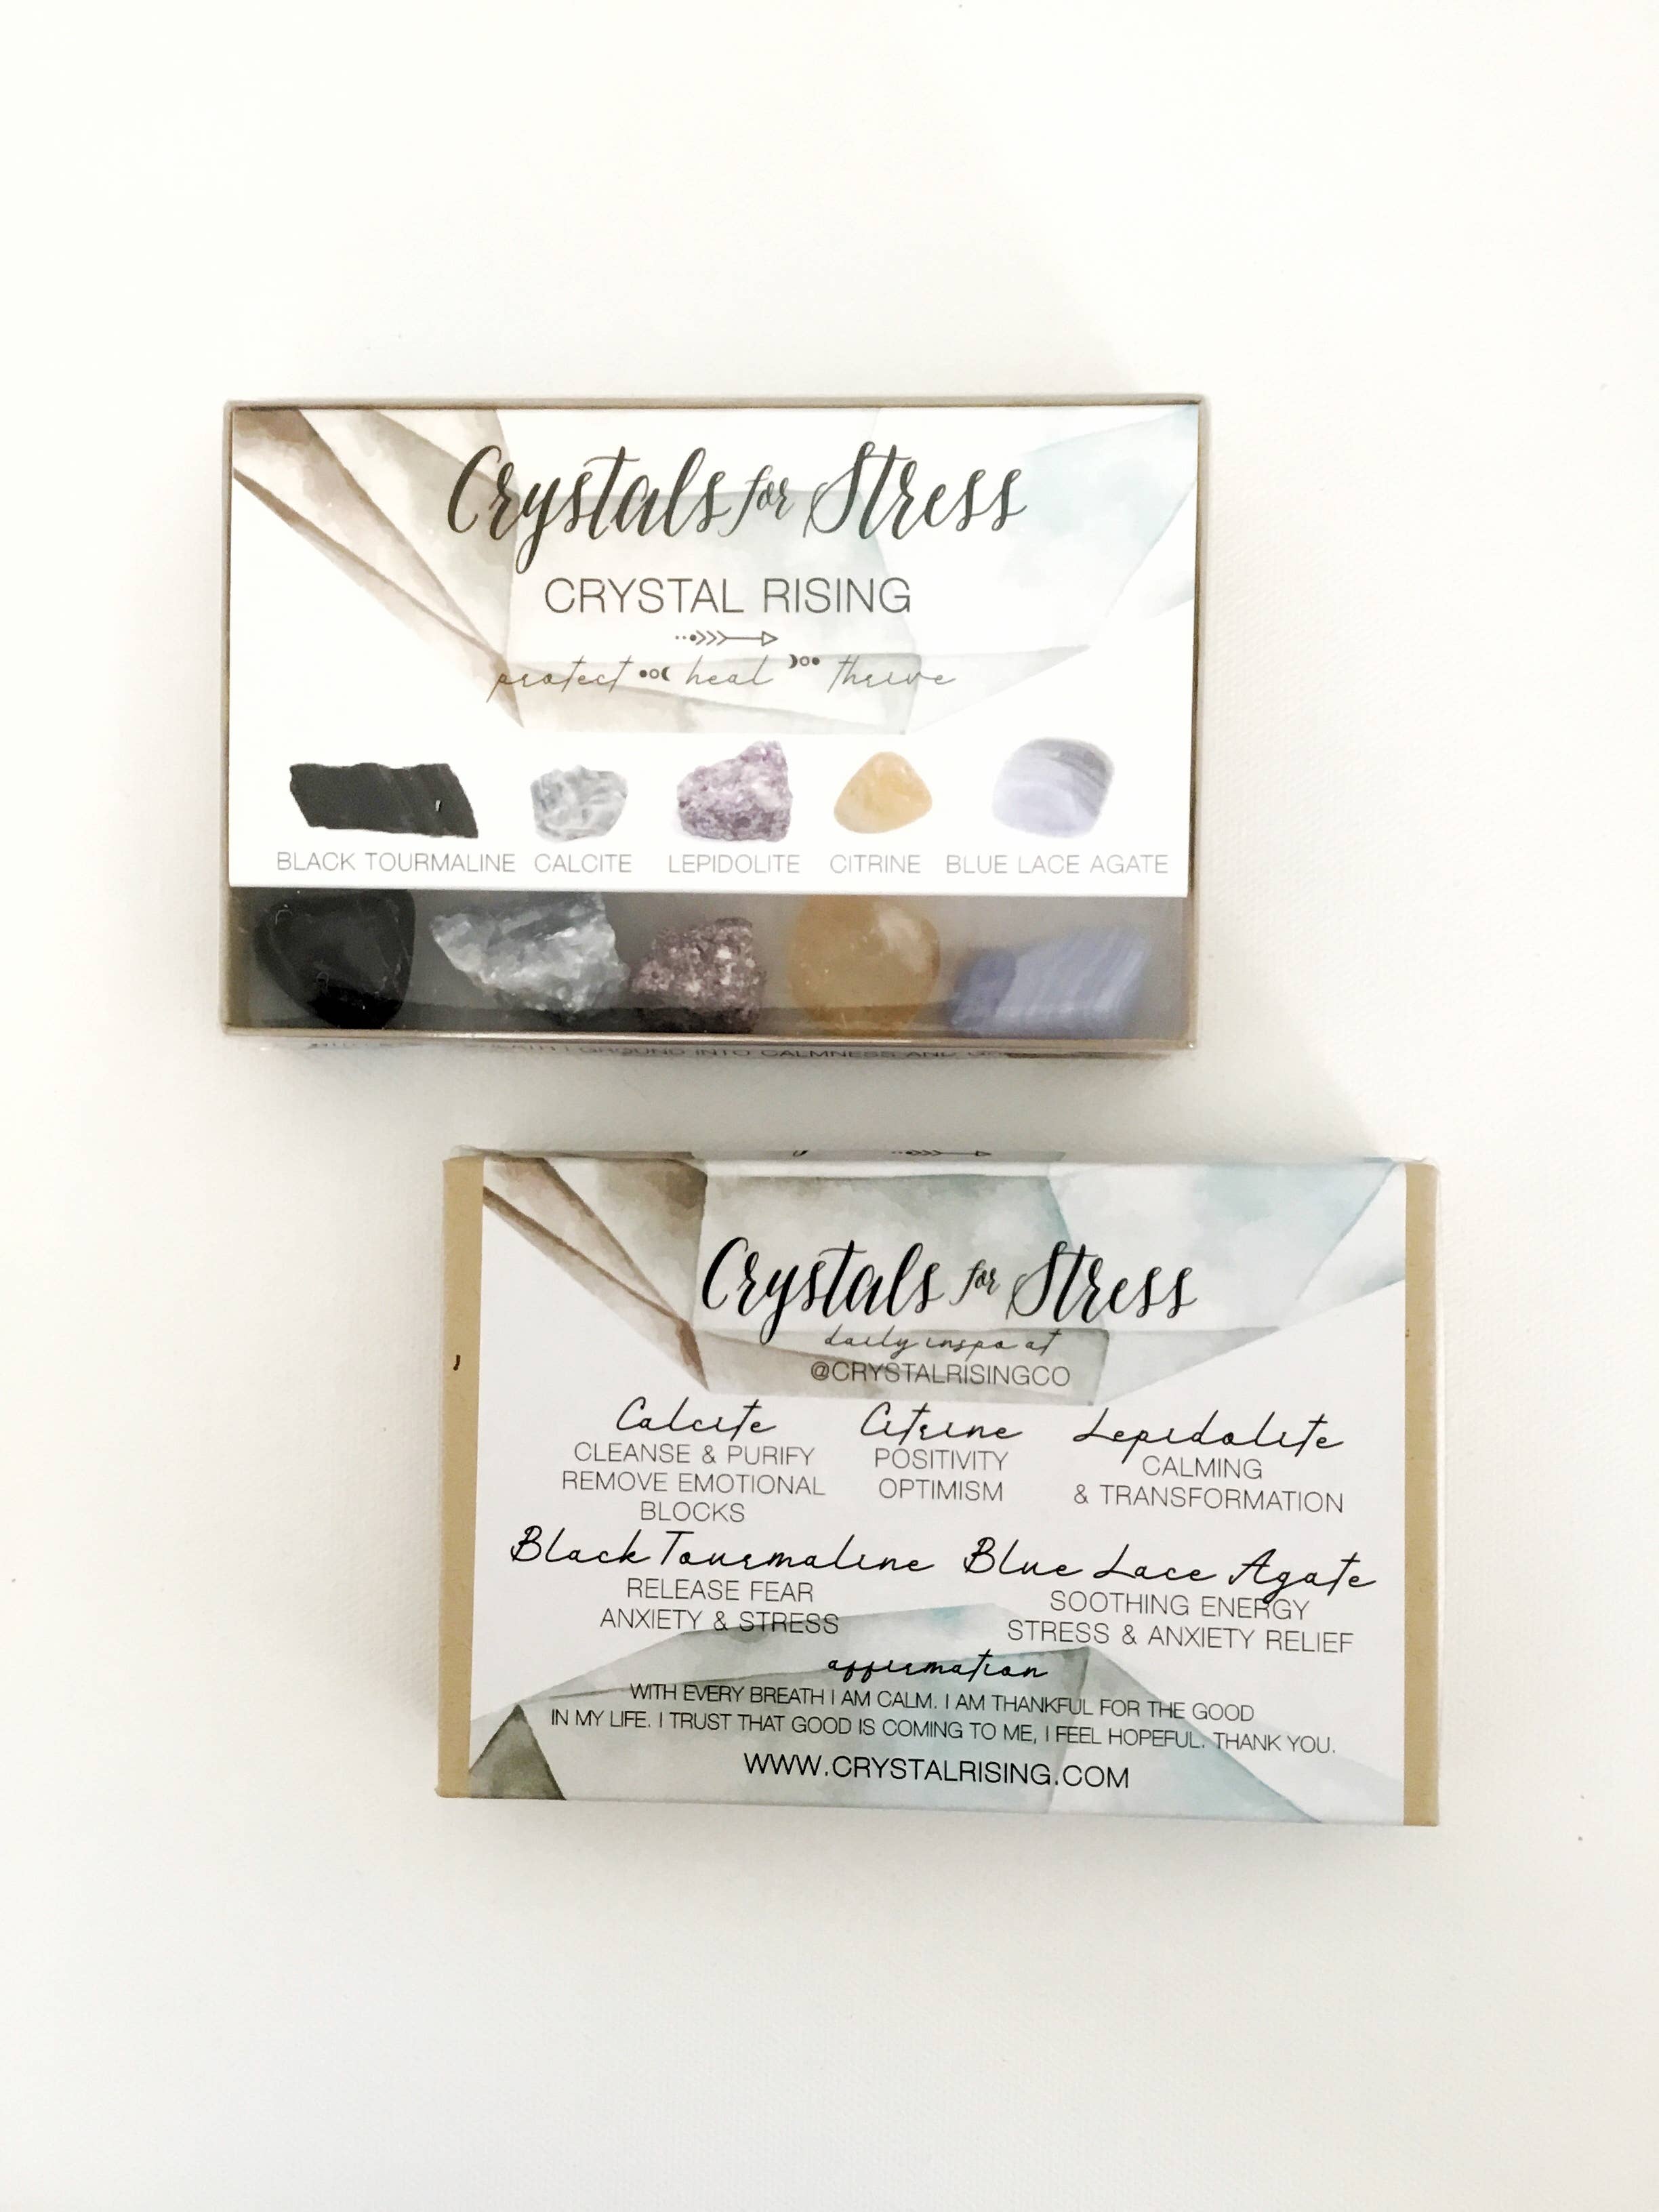 Crystals for Stress
CRYSTAL RISING
protect heal thrive
BLACK TOURMALINE CALCITE LEPIDOLITE CITRINE BLUE LACE AGATE
GROUND INTO CALMNESS AND
Crystals for Stress
daily inspo at
@CRYSTALRISINGCO
Calcite
CLEANSE & PURIFY
REMOVE EMOTIONAL
BLOCKS
Citrine
POSITIVITY
OPTIMISM
Lepidolite
CALMING
& TRANSFORMATION
Black Tourmaline
RELEASE FEAR
ANXIETY & STRESS
Blue Lace Agate
SOOTHING ENERGY
STRESS & ANXIETY RELIEF
affirmation
WITH EVERY BREATH I AM CALM. I AM THANKFUL FOR THE GOOD
IN MY LIFE. I TRUST THAT GOOD IS COMING TO ME, I FEEL HOPEFUL. THANK YOU.
WWW.CRYSTALRISING.COM